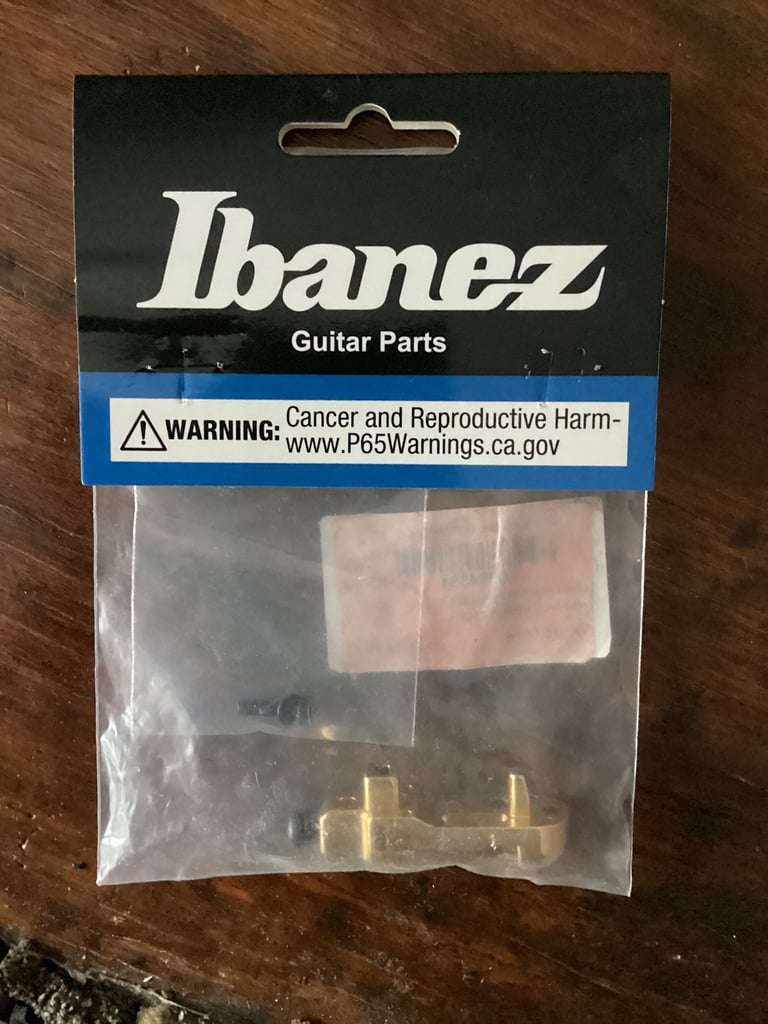 Ibanez
Guitar Parts
WARNING: Cancer and Reproductive Harm-
www.P65Warnings.ca.gov